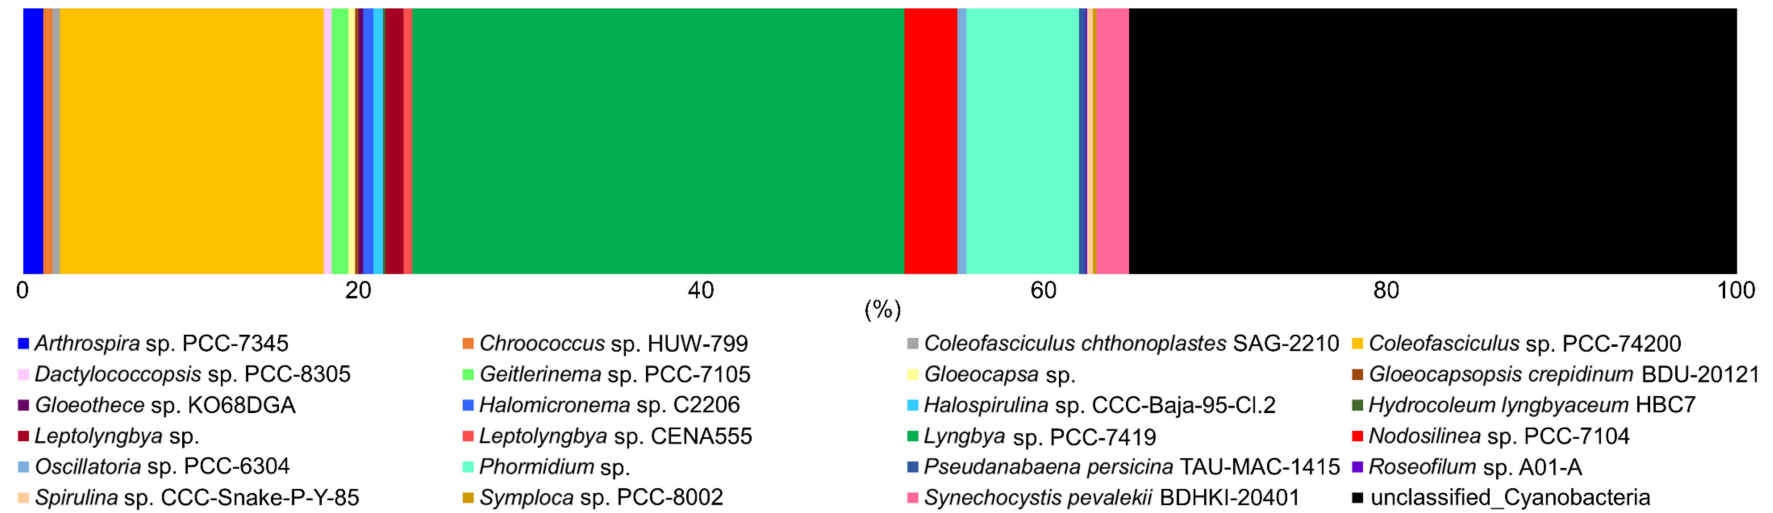 0 20 40 60 80 100
(%)
Arthrospira sp. PCC-7345 Chroococcus sp. HUW-799 Coleofasciculus chthonoplastes SAG-2210 Coleofasciculus sp. PCC-74200
Dactylococcopsis sp. PCC-8305 Geitlerinema sp. PCC-7105 Gloeocapsa sp. Gloeocapsopsis crepidinum BDU-20121
Gloeothece sp. KO68DGA Halomicronema sp. C2206 Halospirulina sp. CCC-Baja-95-Cl.2 Hydrocoleum lyngbyaceum HBC7
Leptolyngbya sp. Leptolyngbya sp. CENA555 Lyngbya sp. PCC-7419 Nodosilinea sp. PCC-7104
Oscillatoria sp. PCC-6304 Phormidium sp. Pseudanabaena persicina TAU-MAC-1415 Roseofilum sp. A01-A
Spirulina sp. CCC-Snake-P-Y-85 Symploca sp. PCC-8002 Synechocystis pevalekii BDHKI-20401 unclassified_Cyanobacteria